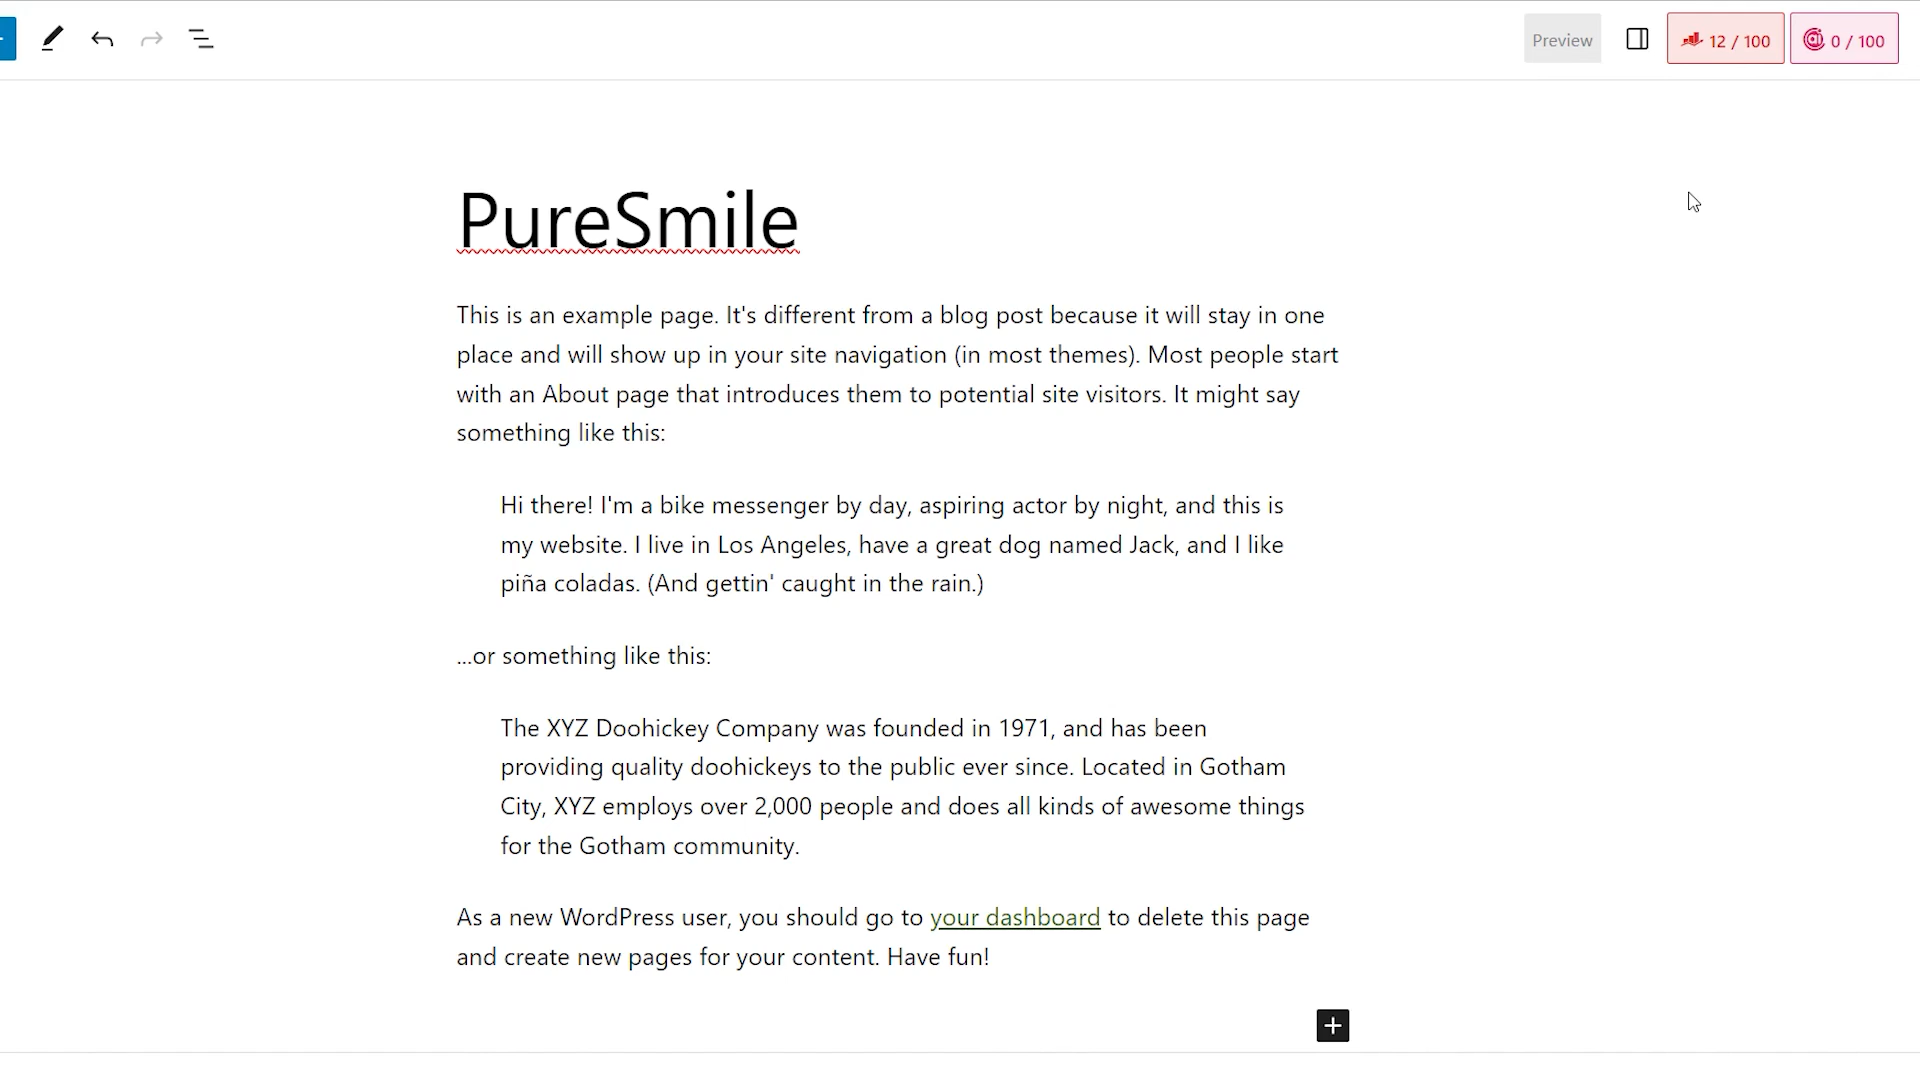 Preview
12 / 100
0 / 100
PureSmile
This is an example page. It's different from a blog post because it will stay in one
place and will show up in your site navigation (in most themes). Most people start
with an About page that introduces them to potential site visitors. It might say
something like this:
Hi there! I'm a bike messenger by day, aspiring actor by night, and this is
my website. I live in Los Angeles, have a great dog named Jack, and I like
piña coladas. (And gettin' caught in the rain.)
...or something like this:
The XYZ Doohickey Company was founded in 1971, and has been
providing quality doohickeys to the public ever since. Located in Gotham
City, XYZ employs over 2,000 people and does all kinds of awesome things
for the Gotham community.
As a new WordPress user, you should go to your dashboard to delete this page
and create new pages for your content. Have fun!